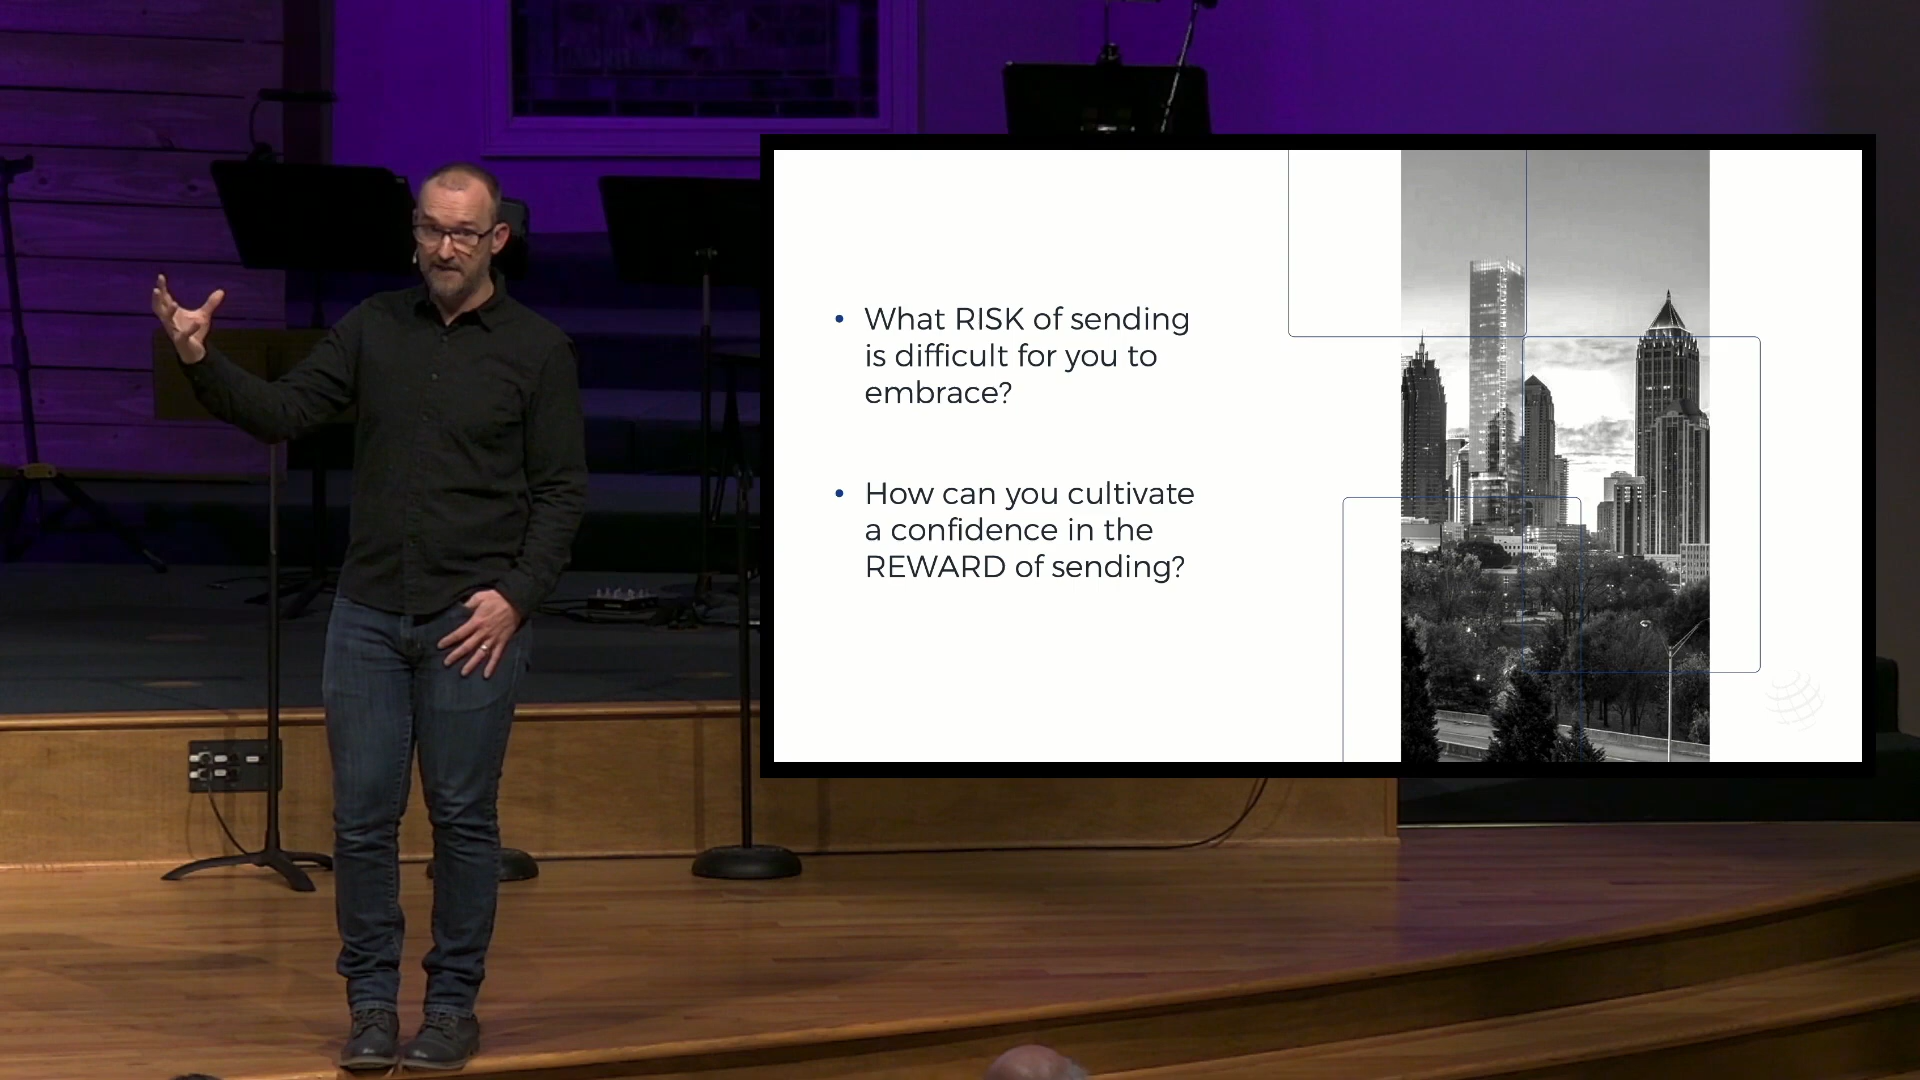 • What RISK of sending
is difficult for you to
embrace?
• How can you cultivate
a confidence in the
REWARD of sending?